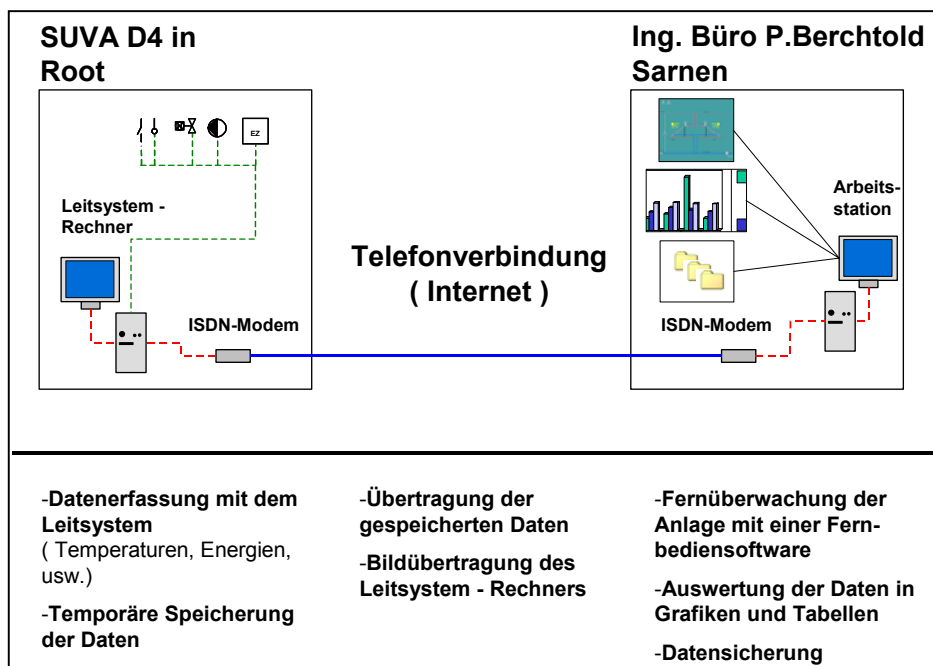 SUVA D4 in
Root
Ing. Büro P.Berchtold
Sarnen
EZ
Leitsystem -
Rechner
ISDN-Modem
Telefonverbindung
( Internet )
Arbeits-
station
ISDN-Modem
-Datenerfassung mit dem
Leitsystem
( Temperaturen, Energien,
usw.)
-Temporäre Speicherung
der Daten
-Übertragung der
gespeicherten Daten
-Bildübertragung des
Leitsystem - Rechners
-Fernüberwachung der
Anlage mit einer Fern-
bediensoftware
-Auswertung der Daten in
Grafiken und Tabellen
-Datensicherung